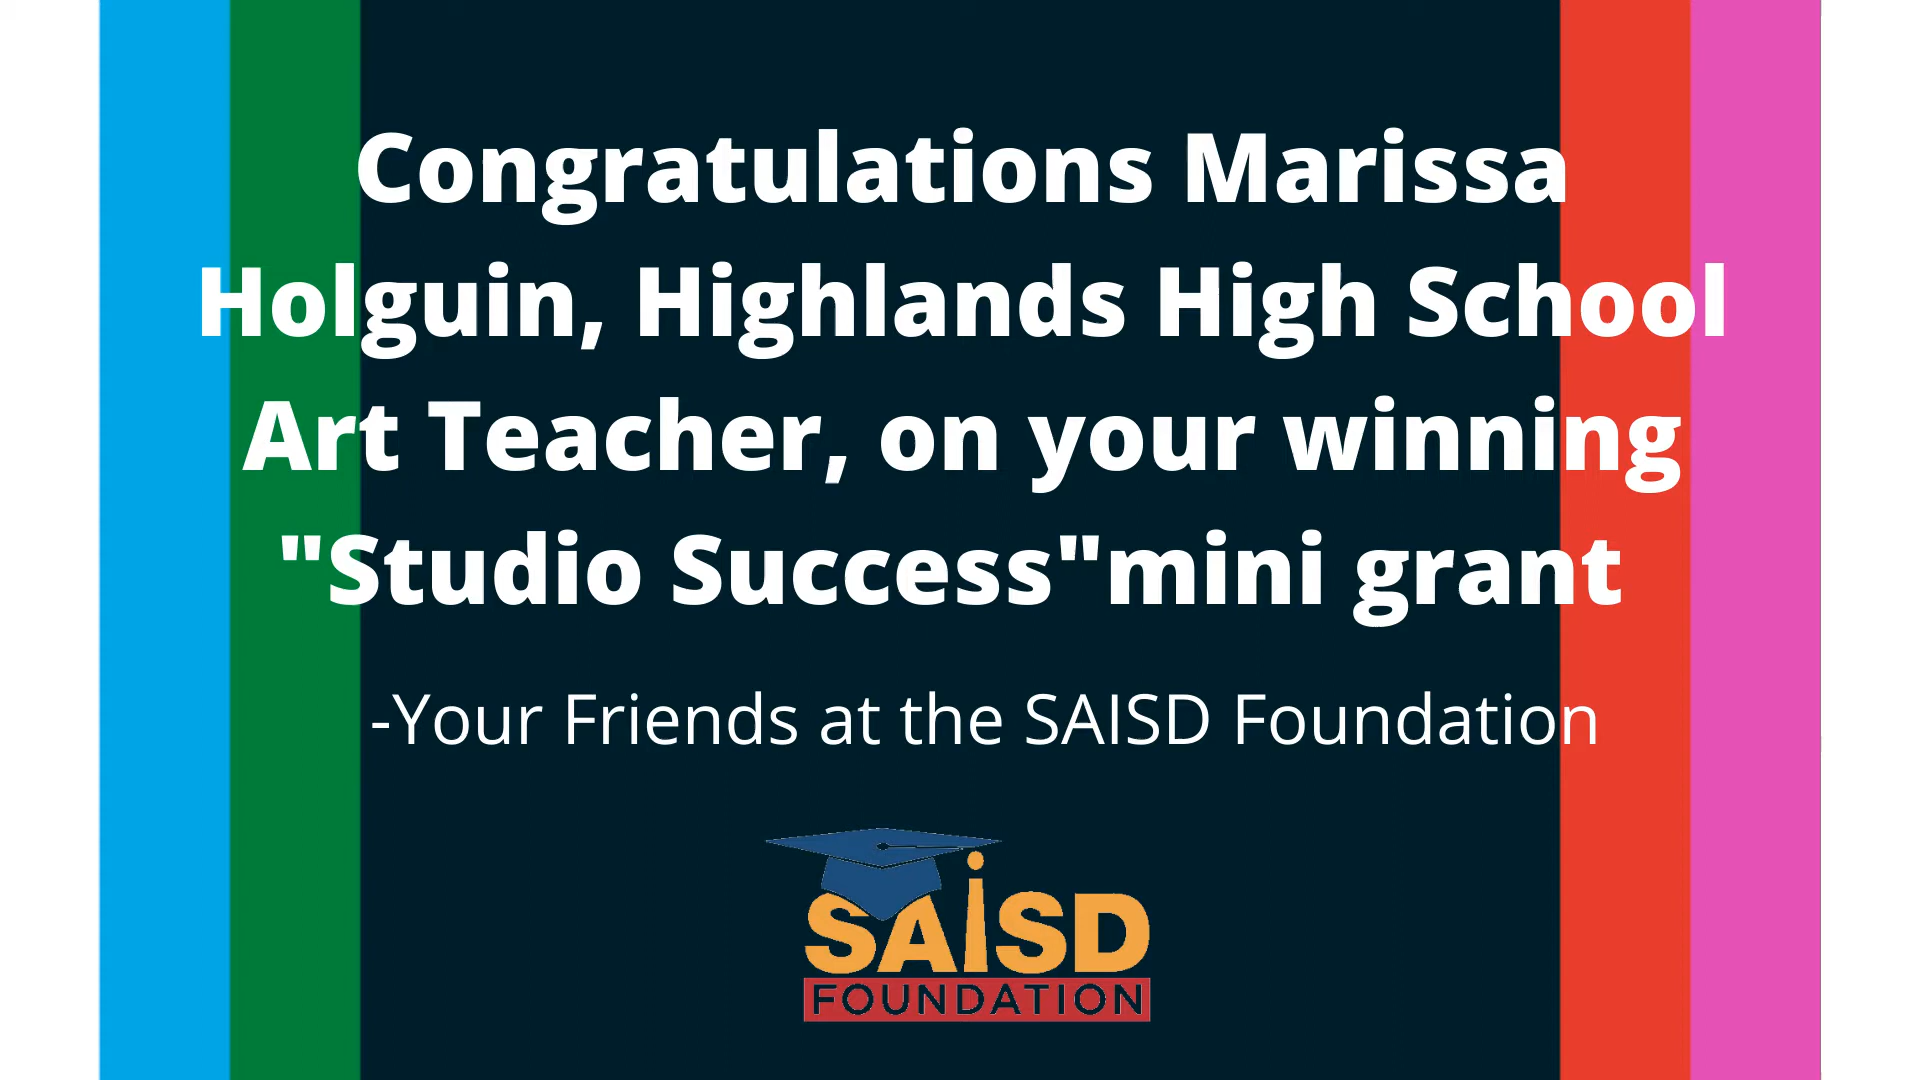 Congratulations Marissa
Holguin, Highlands High School
Art Teacher, on your winning
"Studio Success"mini grant
-Your Friends at the SAISD Foundation
SAiSD
FOUNDATION